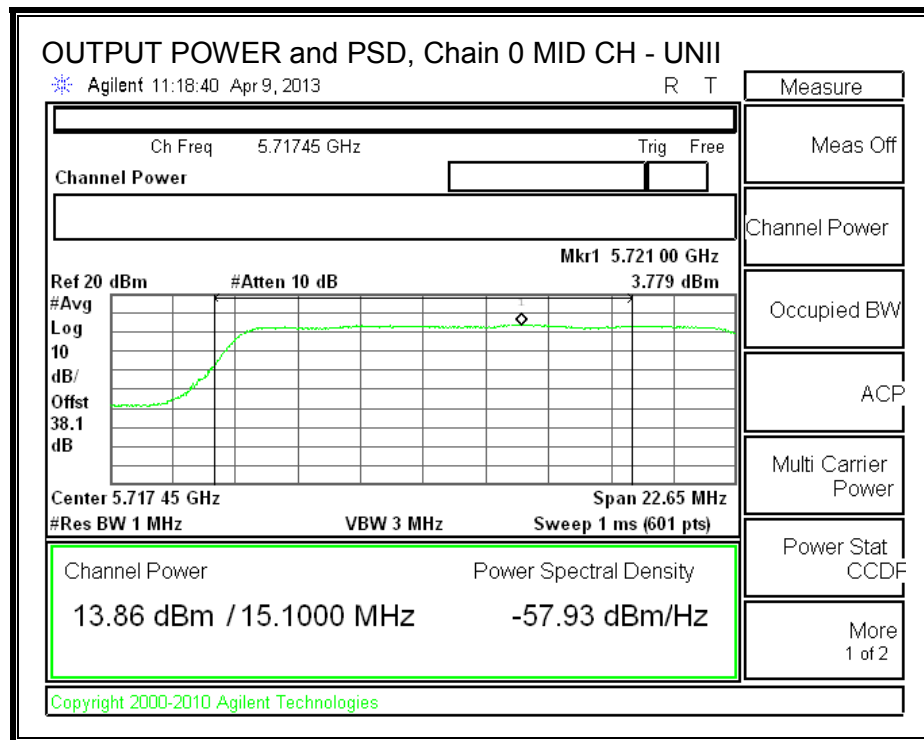 OUTPUT POWER and PSD, Chain 0 MID CH - UNII
Agilent 11:18:40 Apr 9, 2013 R T
Measure
Ch Freq 5.71745 GHz Trig Free
Meas Off
Channel Power
Channel Power
Mkr1 5.721 00 GHz
Ref 20 dBm #Atten 10 dB 3.779 dBm
#Avg
Log
10
dB/
Offst
38.1
dB
1
Occupied BW
ACP
Center 5.717 45 GHz Span 22.65 MHz
#Res BW 1 MHz VBW 3 MHz Sweep 1 ms (601 pts)
Multi Carrier
Power
Channel Power Power Spectral Density
13.86 dBm / 15.1000 MHz -57.93 dBm/Hz
Power Stat
CCDF
More
1 of 2
Copyright 2000-2010 Agilent Technologies